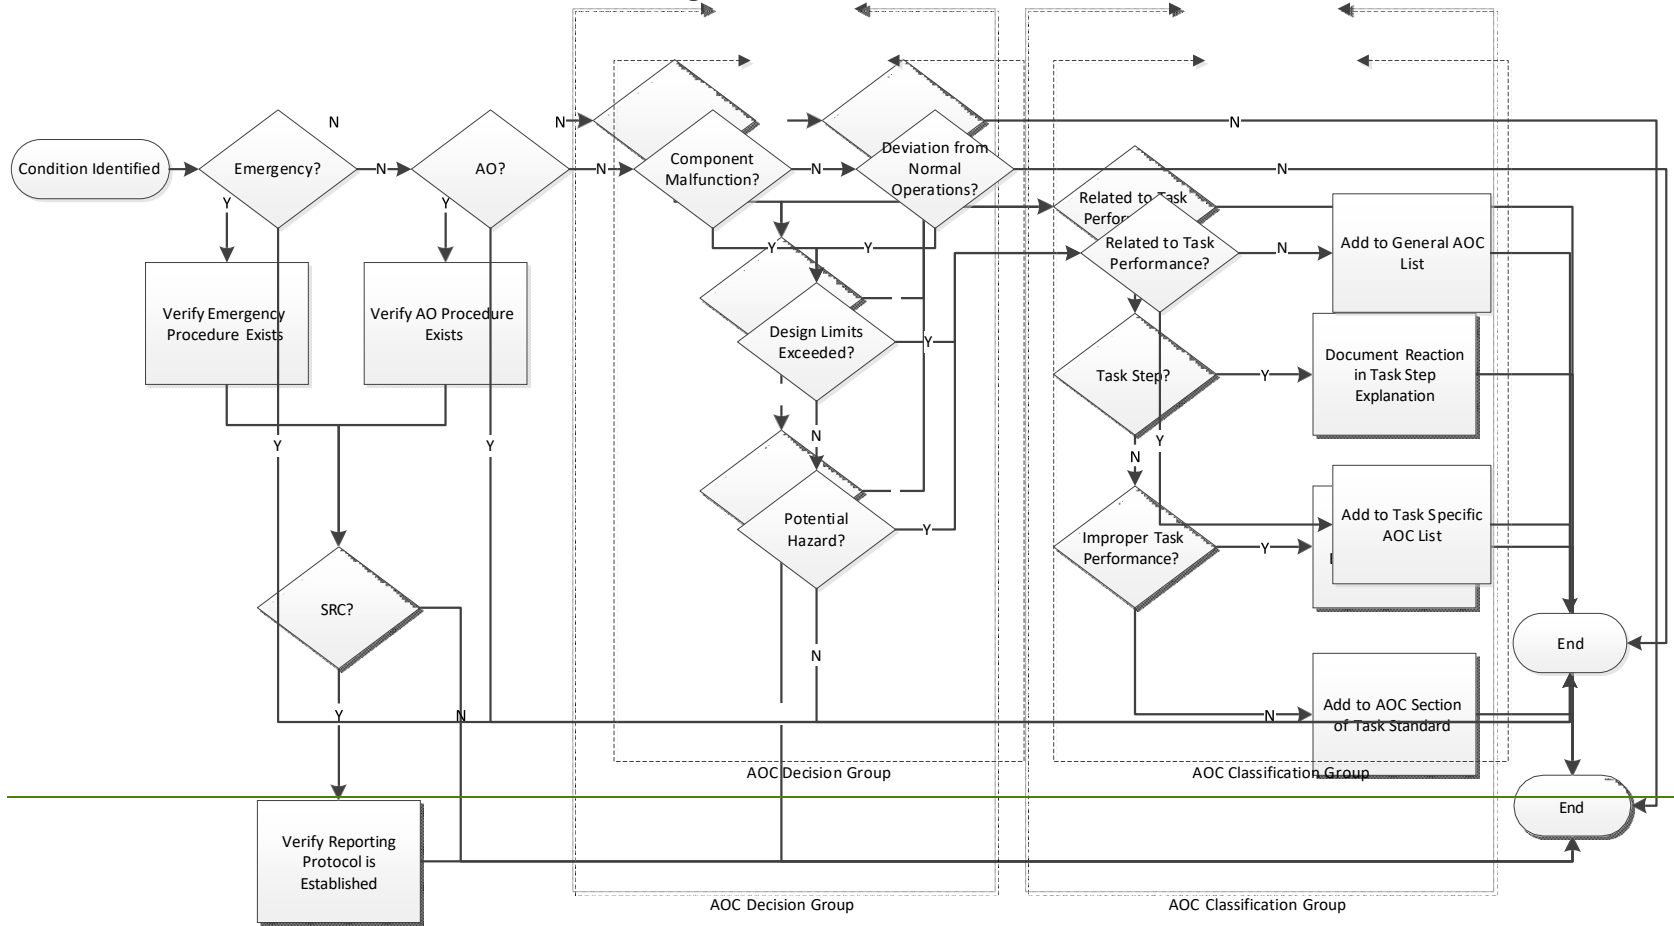 N
N
N
Condition Identified
Emergency?
N
AO?
N
Component
Malfunction?
N
Deviation from
Normal
Operations?
N
Y
Y
Related to Task
Related to Task
Performance?
N
Add to General AOC
List
Y
Y
Verify Emergency
Procedure Exists
Verify AO Procedure
Exists
Design Limits
Exceeded?
Y
Task Step?
Y
Document Reaction
in Task Step
Explanation
N
Y
Y
Y
N
Potential
Hazard?
Y
Improper Task
Performance?
Y
Add to Task Specific
AOC List
SRC?
N
End
Y
N
N
Add to AOC Section
of Task Standard
AOC Decision Group
AOC Classification Group
End
Verify Reporting
Protocol is
Established
AOC Decision Group
AOC Classification Group